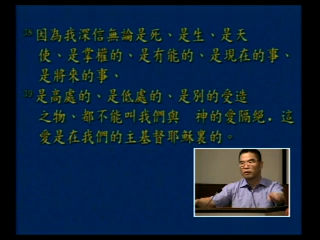 38 因為我深信無論是死、是生、是天
使、是掌權的、是有能的、是現在的事、
是將來的事、
39 是高處的、是低處的、是別的受造
之物、都不能叫我們與　神的愛隔絕．這
愛是在我們的主基督耶穌裏的。